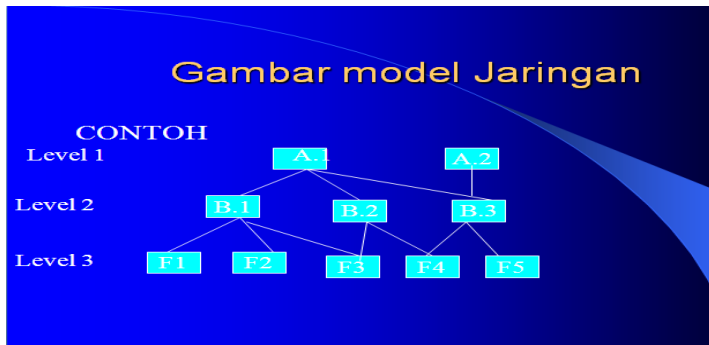 Gambar model Jaringan
CONTOH
Level 1
A.1
A.2
Level 2
B.1
B.2
B.3
Level 3
F1
F2
F3
F4
F5